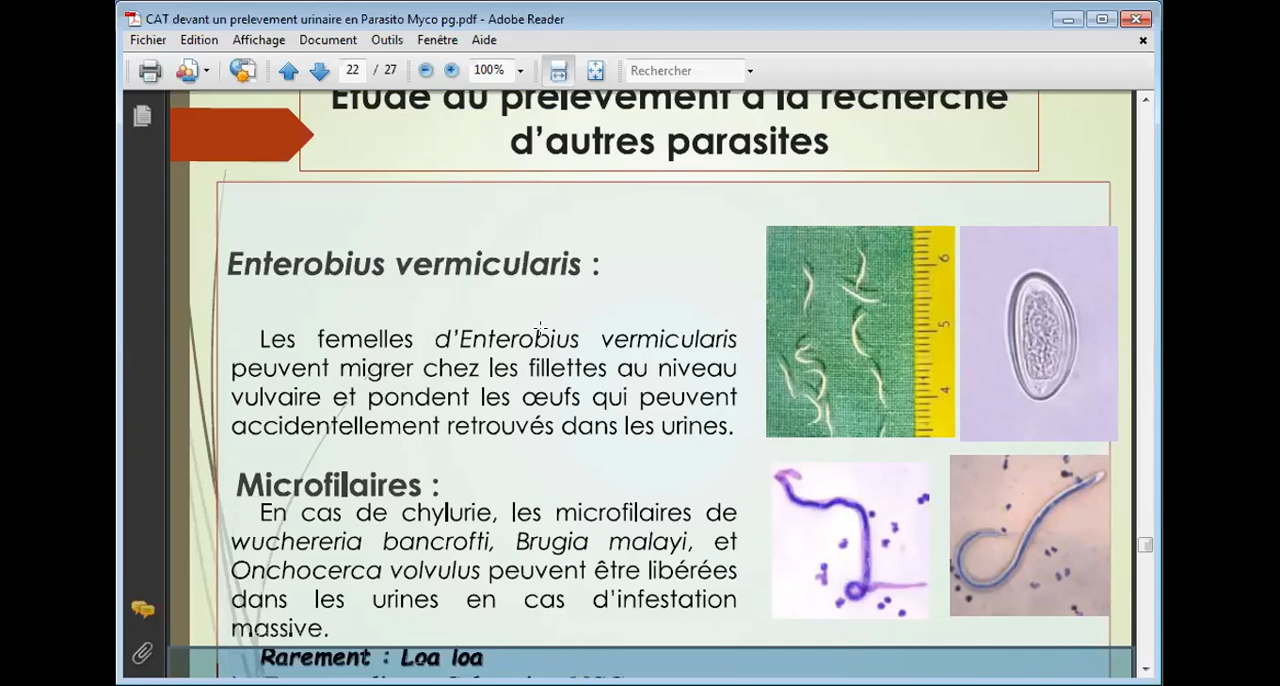 CAT devant un prelevement urinaire en Parasito Myco pg.pdf - Adobe Reader
Fichier Edition Affichage Document Outils Fenêtre Aide
22 / 27 100% Rechercher
Etude du prélèvement à la recherche
d'autres parasites
Enterobius vermicularis :
Les femelles d'Enterobius vermicularis
peuvent migrer chez les fillettes au niveau
vulvaire et pondent les œufs qui peuvent
accidentellement retrouvés dans les urines.
6
5
4
Microfilaires :
En cas de chylurie, les microfilaires de
wuchereria bancrofti, Brugia malayi, et
Onchocerca volvulus peuvent être libérées
dans les urines en cas d'infestation
massive.
Rarement : Loa loa